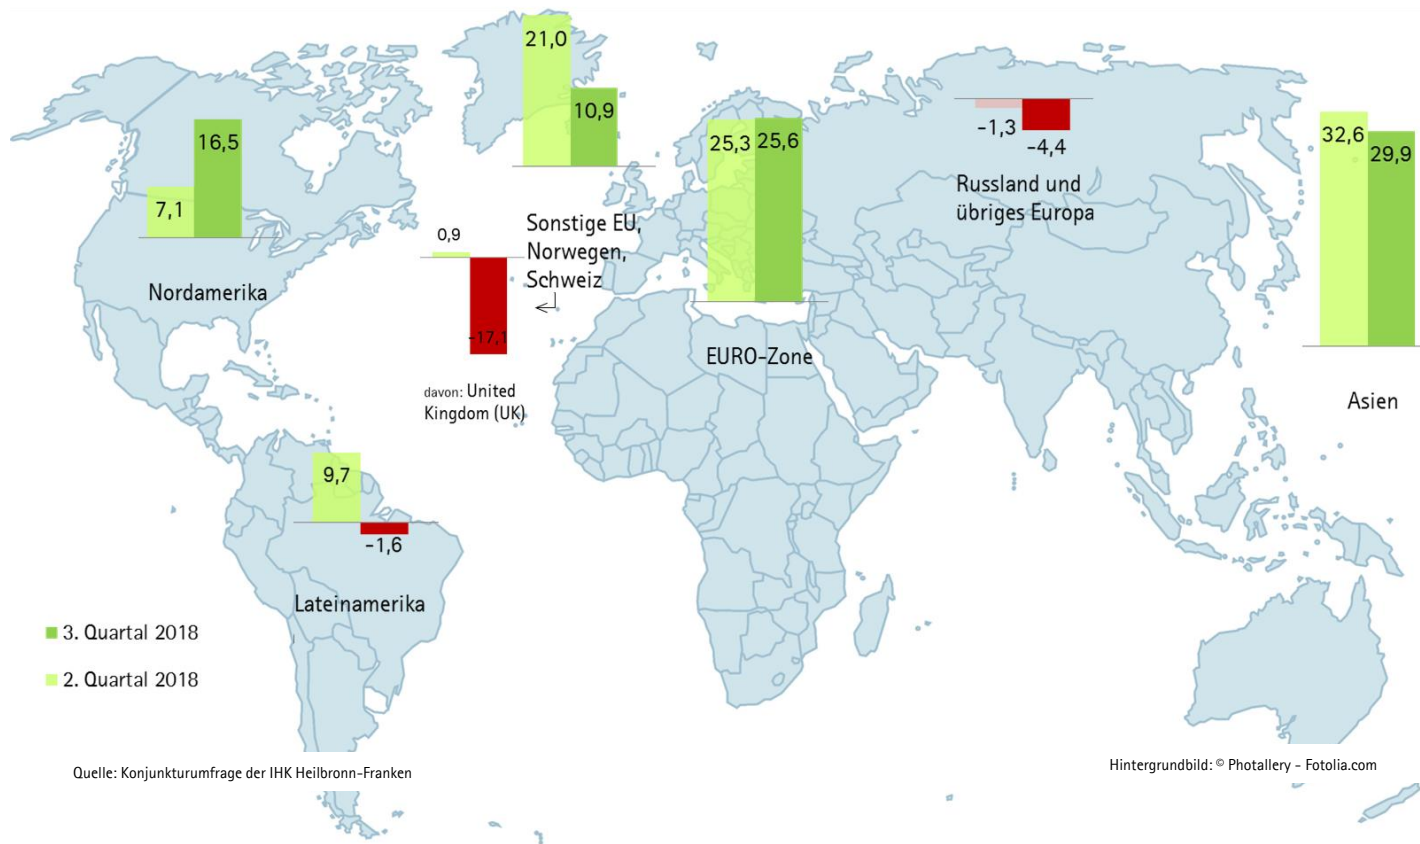 21,0
10,9
16,5
7,1
Nordamerika
0,9
-17,1
Sonstige EU,
Norwegen,
Schweiz
davon: United
Kingdom (UK)
25,3
25,6
EURO-Zone
-1,3
-4,4
Russland und
übriges Europa
32,6
29,9
Asien
9,7
-1,6
Lateinamerika
3. Quartal 2018
2. Quartal 2018
Quelle: Konjunkturumfrage der IHK Heilbronn-Franken
Hintergrundbild: © Photallery - Fotolia.com